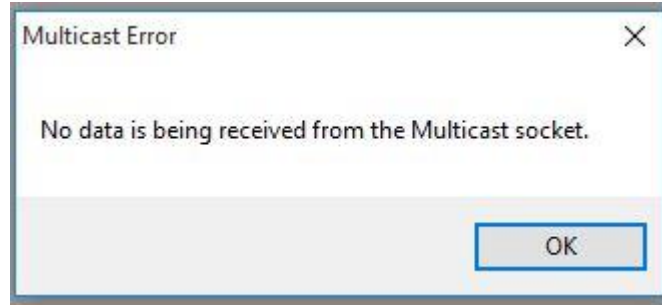 Multicast Error
No data is being received from the Multicast socket.
OK